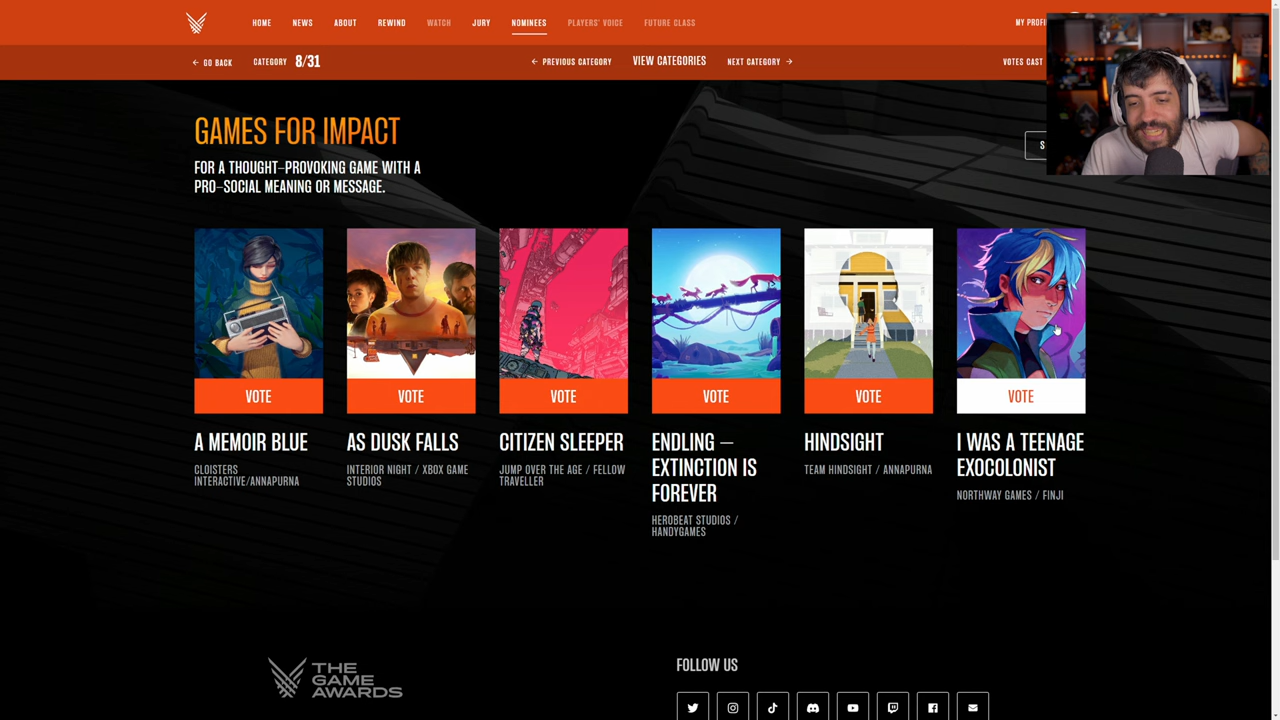 HOME NEWS ABOUT REWIND WATCH JURY NOMINEES PLAYERS' VOICE FUTURE CLASS
← GO BACK CATEGORY 8/31 ← PREVIOUS CATEGORY VIEW CATEGORIES NEXT CATEGORY → VOTES CAST
GAMES FOR IMPACT
FOR A THOUGHT-PROVOKING GAME WITH A
PRO-SOCIAL MEANING OR MESSAGE.
VOTE VOTE VOTE VOTE VOTE VOTE
A MEMOIR BLUE
CLOISTERS
INTERACTIVE/ANNAPURNA
AS DUSK FALLS
INTERIOR NIGHT / XBOX GAME
STUDIOS
CITIZEN SLEEPER
JUMP OVER THE AGE / FELLOW
TRAVELLER
ENDLING —
EXTINCTION IS
FOREVER
HEROBEAT STUDIOS /
HANDYGAMES
HINDSIGHT
TEAM HINDSIGHT / ANNAPURNA
I WAS A TEENAGE
EXOCOLONIST
NORTHWAY GAMES / FINJI
THE
GAME
AWARDS
FOLLOW US